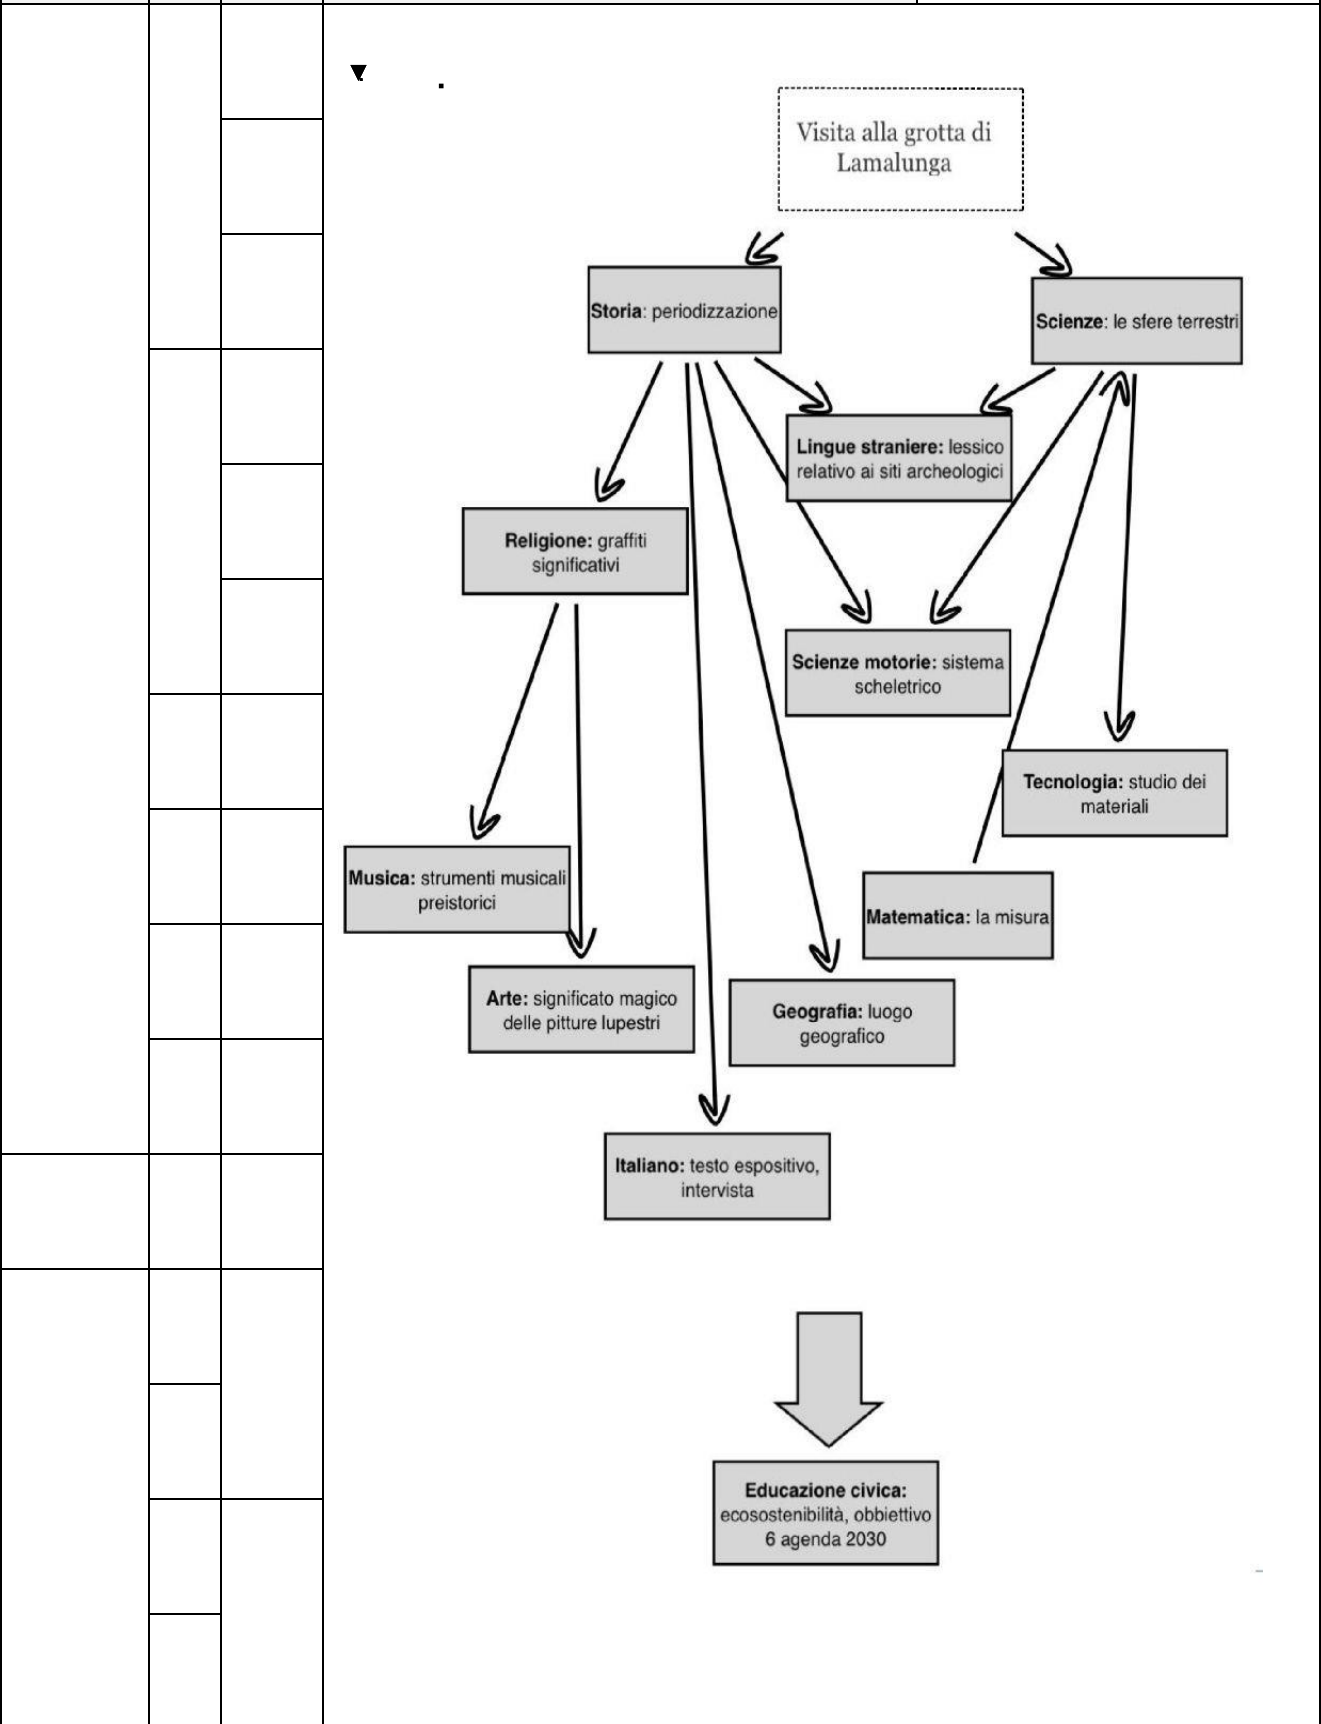 Visita alla grotta di
Lamalunga
Storia: periodizzazione
Scienze: le sfere terrestri
Lingue straniere: lessico
relativo ai siti archeologici
Religione: graffiti
significativi
Scienze motorie: sistema
scheletrico
Tecnologia: studio dei
materiali
Musica: strumenti musicali
preistorici
Matematica: la misura
Arte: significato magico
delle pitture lupestri
Geografia: luogo
geografico
Italiano: testo espositivo,
intervista
Educazione civica:
ecosostenibilità, obbiettivo
6 agenda 2030